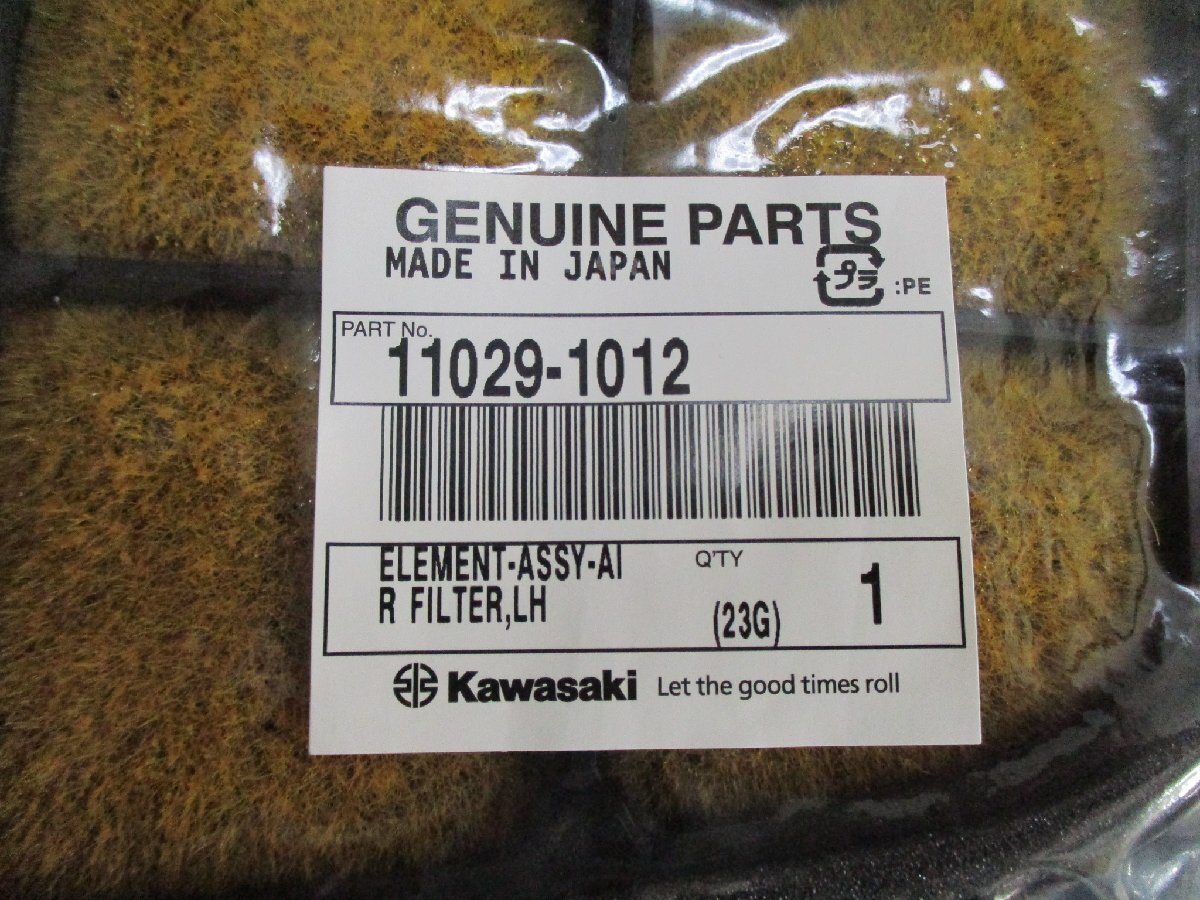 GENUINE PARTS
MADE IN JAPAN
プラ :PE
PART No.
11029-1012
ELEMENT-ASSY-AI
R FILTER,LH
Q'TY
(23G) 1
Kawasaki Let the good times roll